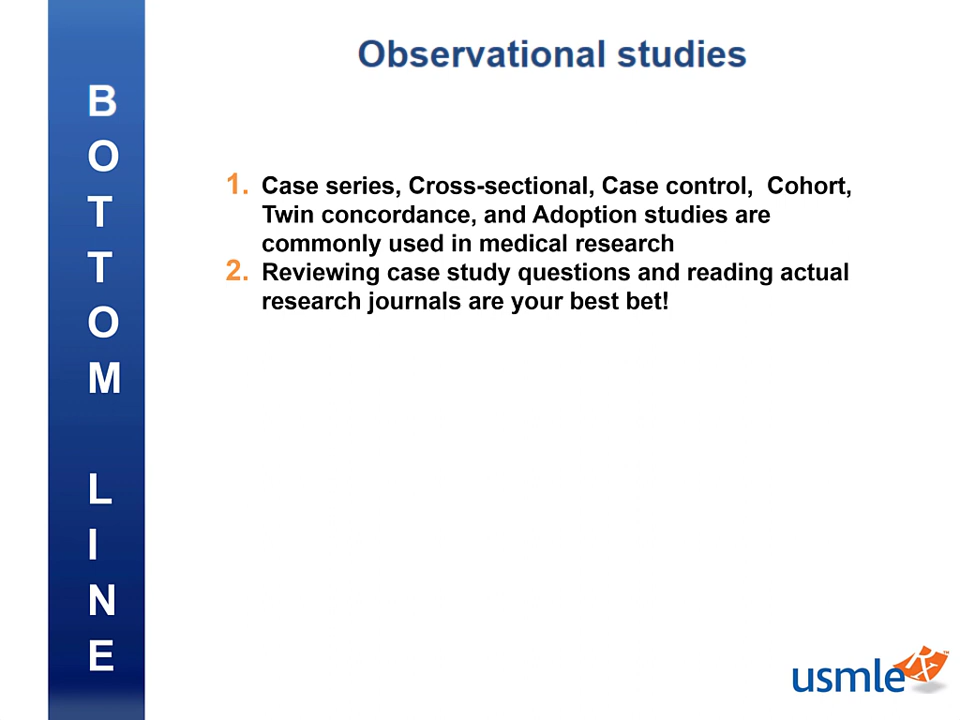 Observational studies
BOTTOM LINE
1. Case series, Cross-sectional, Case control, Cohort,
Twin concordance, and Adoption studies are
commonly used in medical research
2. Reviewing case study questions and reading actual
research journals are your best bet!
usmle Rx™